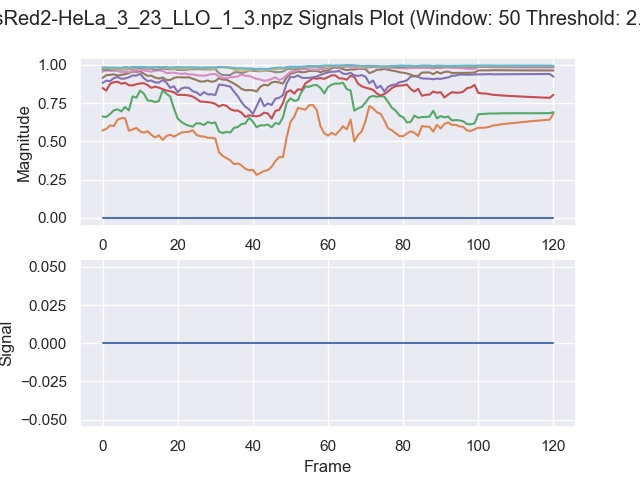 sRed2-HeLa_3_23_LLO_1_3.npz Signals Plot (Window: 50 Threshold: 2.
1.00
0.75
0.50
0.25
0.00
Magnitude
0 20 40 60 80 100 120
0.050
0.025
0.000
−0.025
−0.050
Signal
0 20 40 60 80 100 120
Frame